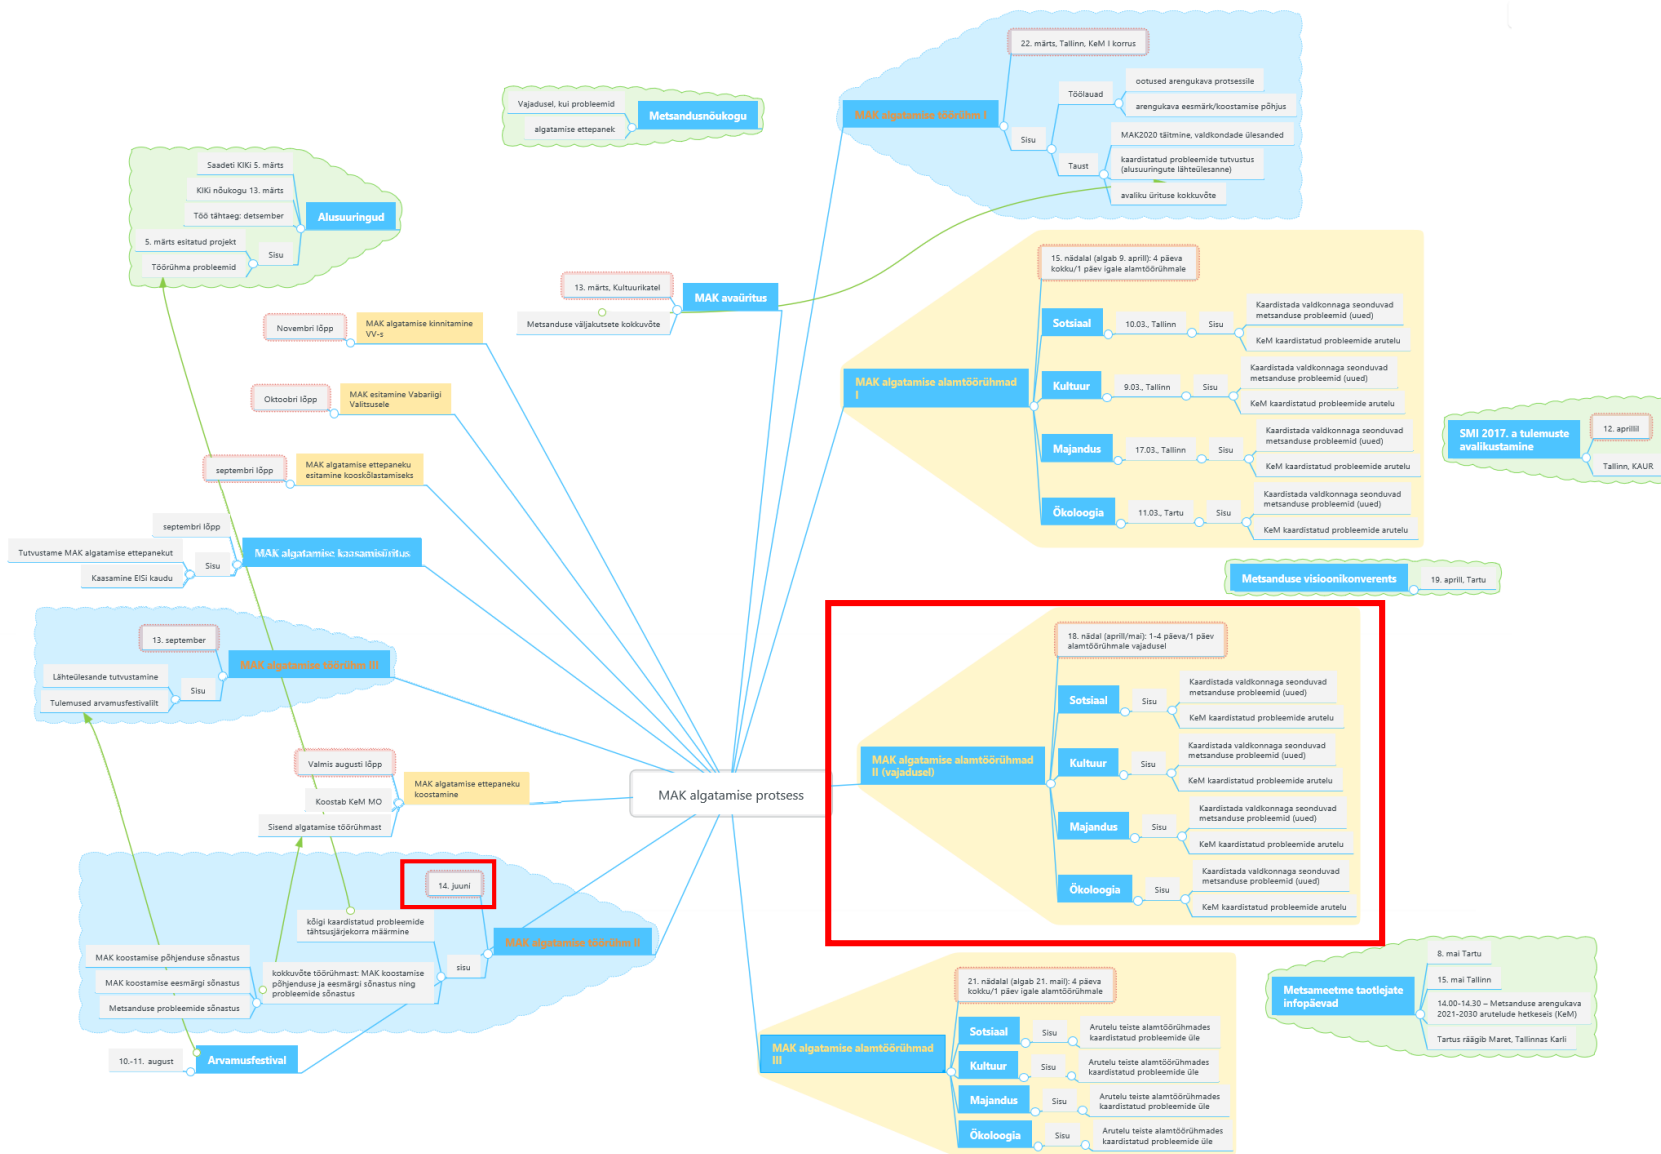 22. märts, Tallinn, KeM I korrus
MAK algatamise töörühm I
Sisu
Töölauad
ootused arengukava protsessile
arengukava eesmärk/koostamise põhjus
Taust
MAK2020 täitmine, valdkondade ülesanded
kaardistatud probleemide tutvustus
(alusuuringute lähteülesanne)
avaliku ürituse kokkuvõte
Vajadusel, kui probleemid
algatamise ettepanek
Metsandusnõukogu
Saadeti KIKi 5. märts
KIKi nõukogu 13. märts
Töö tähtaeg: detsember
5. märts esitatud projekt
Töörühma probleemid
Sisu
Alusuuringud
13. märts, Kultuurikatel
Metsanduse väljakutsete kokkuvõte
MAK avaüritus
Novembri lõpp
MAK algatamise kinnitamine
VV-s
Oktoobri lõpp
MAK esitamine Vabariigi
Valitsusele
septembri lõpp
MAK algatamise ettepaneku
esitamine kooskõlastamiseks
septembri lõpp
Tutvustame MAK algatamise ettepanekut
Kaasamine EISi kaudu
Sisu
MAK algatamise kaasamisüritus
13. september
Lähteülesande tutvustamine
Tulemused arvamusfestivalilt
Sisu
MAK algatamise töörühm III
Valmis augusti lõpp
Koostab KeM MO
Sisend algatamise töörühmast
MAK algatamise ettepaneku
koostamine
MAK algatamise protsess
14. juuni
kõigi kaardistatud probleemide
tähtsusjärjekorra määrmine
MAK koostamise põhjenduse sõnastus
MAK koostamise eesmärgi sõnastus
Metsanduse probleemide sõnastus
kokkuvõte töörühmast: MAK koostamise
põhjenduse ja eesmärgi sõnastus ning
probleemide sõnastus
sisu
MAK algatamise töörühm II
10.-11. august
Arvamusfestival
15. nädalal (algab 9. aprill): 4 päeva
kokku/1 päev igale alamtöörühmale
MAK algatamise alamtöörühmad
I
Sotsiaal
10.03., Tallinn
Sisu
Kaardistada valdkonnaga seonduvad
metsanduse probleemid (uued)
KeM kaardistatud probleemide arutelu
Kultuur
9.03., Tallinn
Sisu
Kaardistada valdkonnaga seonduvad
metsanduse probleemid (uued)
KeM kaardistatud probleemide arutelu
Majandus
17.03., Tallinn
Sisu
Kaardistada valdkonnaga seonduvad
metsanduse probleemid (uued)
KeM kaardistatud probleemide arutelu
Ökoloogia
11.03., Tartu
Sisu
Kaardistada valdkonnaga seonduvad
metsanduse probleemid (uued)
KeM kaardistatud probleemide arutelu
SMI 2017. a tulemuste
avalikustamine
12. aprillil
Tallinn, KAUR
Metsanduse visioonikonverents
19. aprill, Tartu
18. nädal (aprill/mai): 1-4 päeva/1 päev
alamtöörühmale vajadusel
MAK algatamise alamtöörühmad
II (vajadusel)
Sotsiaal
Sisu
Kaardistada valdkonnaga seonduvad
metsanduse probleemid (uued)
KeM kaardistatud probleemide arutelu
Kultuur
Sisu
Kaardistada valdkonnaga seonduvad
metsanduse probleemid (uued)
KeM kaardistatud probleemide arutelu
Majandus
Sisu
Kaardistada valdkonnaga seonduvad
metsanduse probleemid (uued)
KeM kaardistatud probleemide arutelu
Ökoloogia
Sisu
Kaardistada valdkonnaga seonduvad
metsanduse probleemid (uued)
KeM kaardistatud probleemide arutelu
21. nädalal (algab 21. mail): 4 päeva
kokku/1 päev igale alamtöörühmale
MAK algatamise alamtöörühmad
III
Sotsiaal
Sisu
Arutelu teiste alamtöörühmades
kaardistatud probleemide üle
Kultuur
Sisu
Arutelu teiste alamtöörühmades
kaardistatud probleemide üle
Majandus
Sisu
Arutelu teiste alamtöörühmades
kaardistatud probleemide üle
Ökoloogia
Sisu
Arutelu teiste alamtöörühmades
kaardistatud probleemide üle
Metsameetme taotlejate
infopäevad
8. mai Tartu
15. mai Tallinn
14.00-14.30 – Metsanduse arengukava
2021-2030 arutelude hetkeseis (KeM)
Tartus räägib Maret, Tallinnas Karli